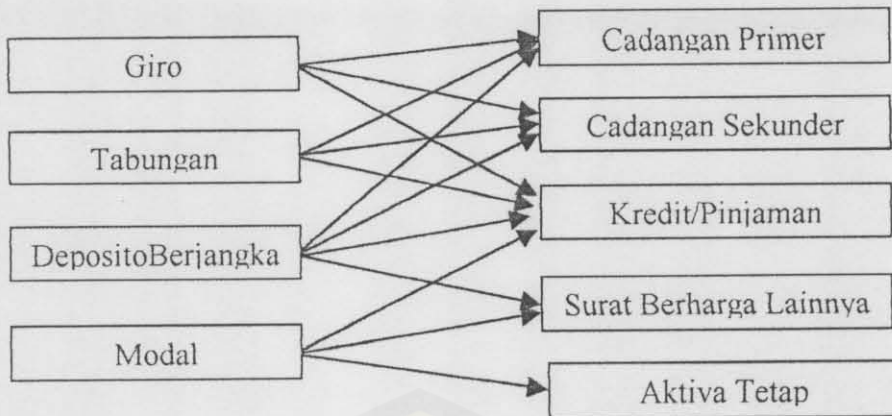 Giro
Tabungan
DepositoBerjangka
Modal
Cadangan Primer
Cadangan Sekunder
Kredit/Pinjaman
Surat Berharga Lainnya
Aktiva Tetap